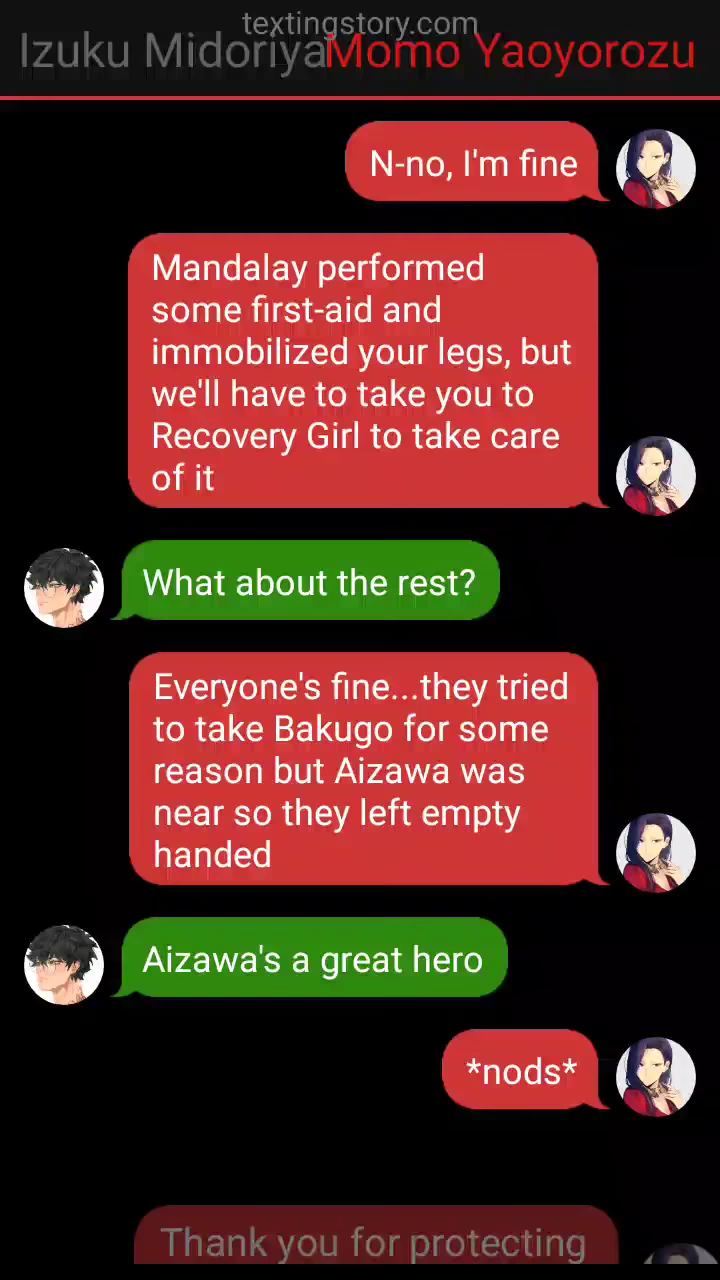 textingstory.com
Izuku Midoriya Momo Yaoyorozu
N-no, I'm fine
Mandalay performed
some first-aid and
immobilized your legs, but
we'll have to take you to
Recovery Girl to take care
of it
What about the rest?
Everyone's fine...they tried
to take Bakugo for some
reason but Aizawa was
near so they left empty
handed
Aizawa's a great hero
*nods*
Thank you for protecting